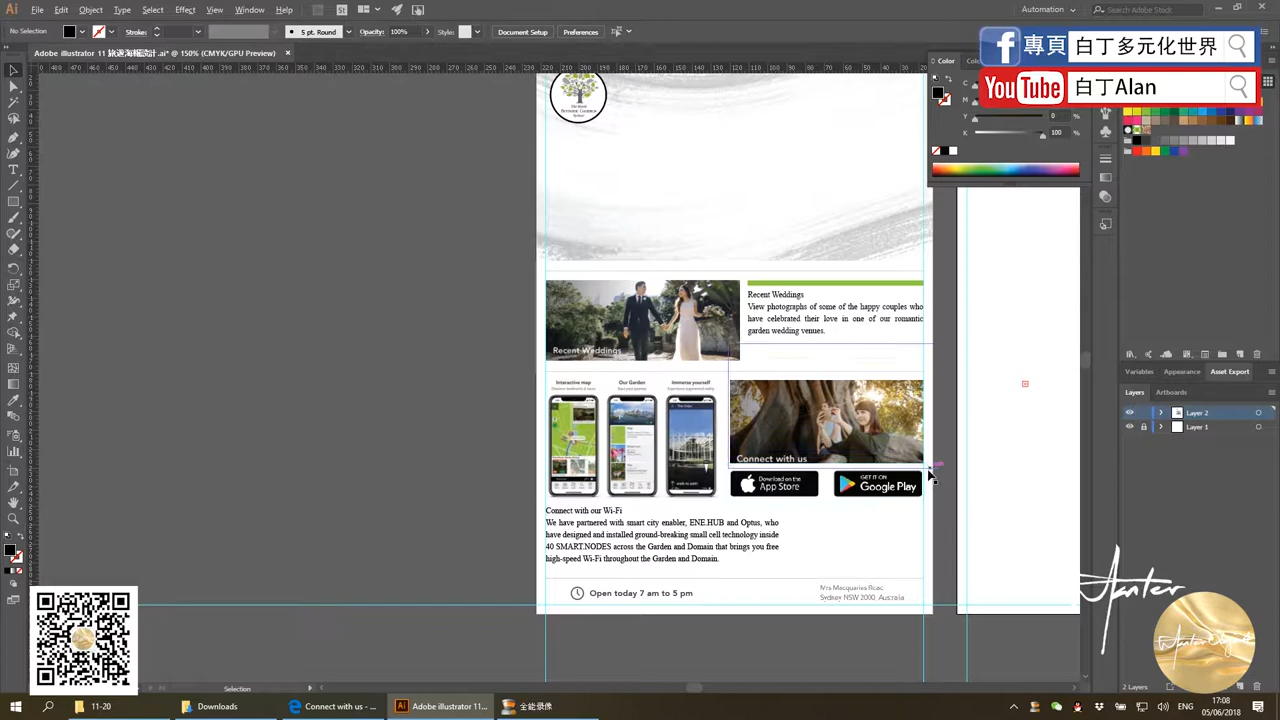 Effect View Window Help
Automation
Search Adobe Stock
No Selection
Stroke:
5 pt. Round
Opacity: 100%
Style:
Document Setup
Preferences
專頁
白丁多元化世界
YouTube
白丁Alan
Adobe illustrator 11 旅遊海報設計.ai* @ 150% (CMYK/GPU Preview)
Color
Y 0 %
K 100 %
Recent Weddings
Recent Weddings
View photographs of some of the happy couples who
have celebrated their love in one of our romantic
garden wedding venues.
Interactive map
Our Garden
Immerse yourself
Connect with us
Download on the
App Store
GET IT ON
Google Play
Connect with our Wi-Fi
We have partnered with smart city enabler, ENE.HUB and Optus, who
have designed and installed ground-breaking small cell technology inside
40 SMART.NODES across the Garden and Domain that brings you free
high-speed Wi-Fi throughout the Garden and Domain.
Open today 7 am to 5 pm
Mrs Macquaries Road
Sydney NSW 2000 Australia
Variables
Appearance
Asset Export
Layers
Artboards
Layer 2
Layer 1
2 Layers
Selection
11-20
Downloads
Connect with us - ...
Adobe illustrator 11...
全能录像
17:08
05/06/2018